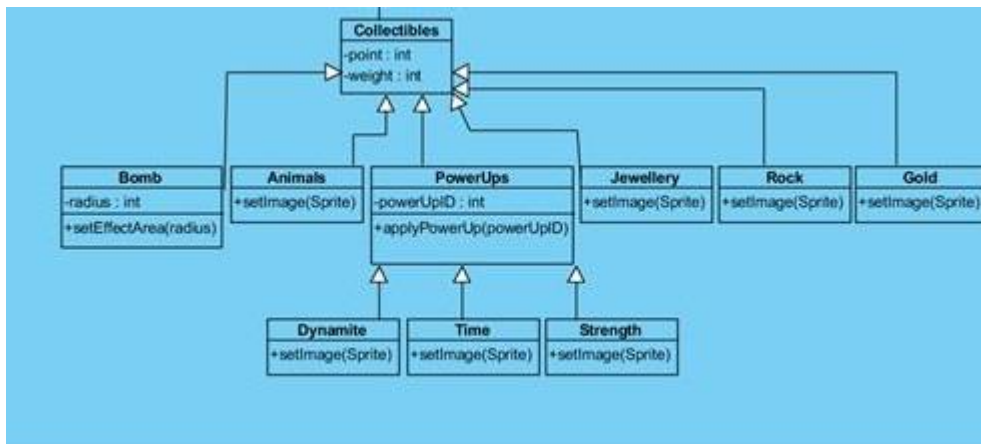 Collectibles
-point : int
-weight : int
Bomb
-radius : int
+setEffectArea(radius)
Animals
+setImage(Sprite)
PowerUps
-powerUpID : int
+applyPowerUp(powerUpID)
Jewellery
+setImage(Sprite)
Rock
+setImage(Sprite)
Gold
+setImage(Sprite)
Dynamite
+setImage(Sprite)
Time
+setImage(Sprite)
Strength
+setImage(Sprite)